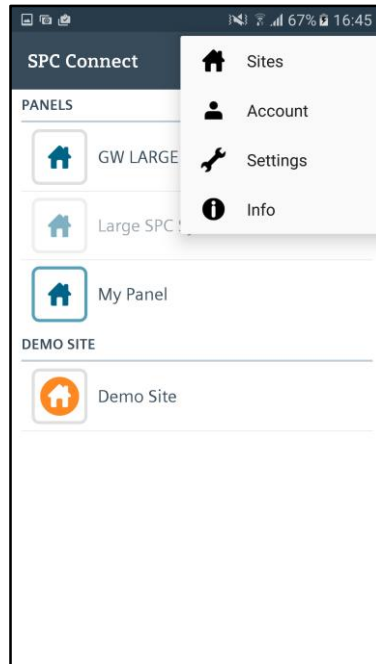 67% 16:45
SPC Connect
Sites
Account
Settings
Info
PANELS
GW LARGE
Large SPC
My Panel
DEMO SITE
Demo Site